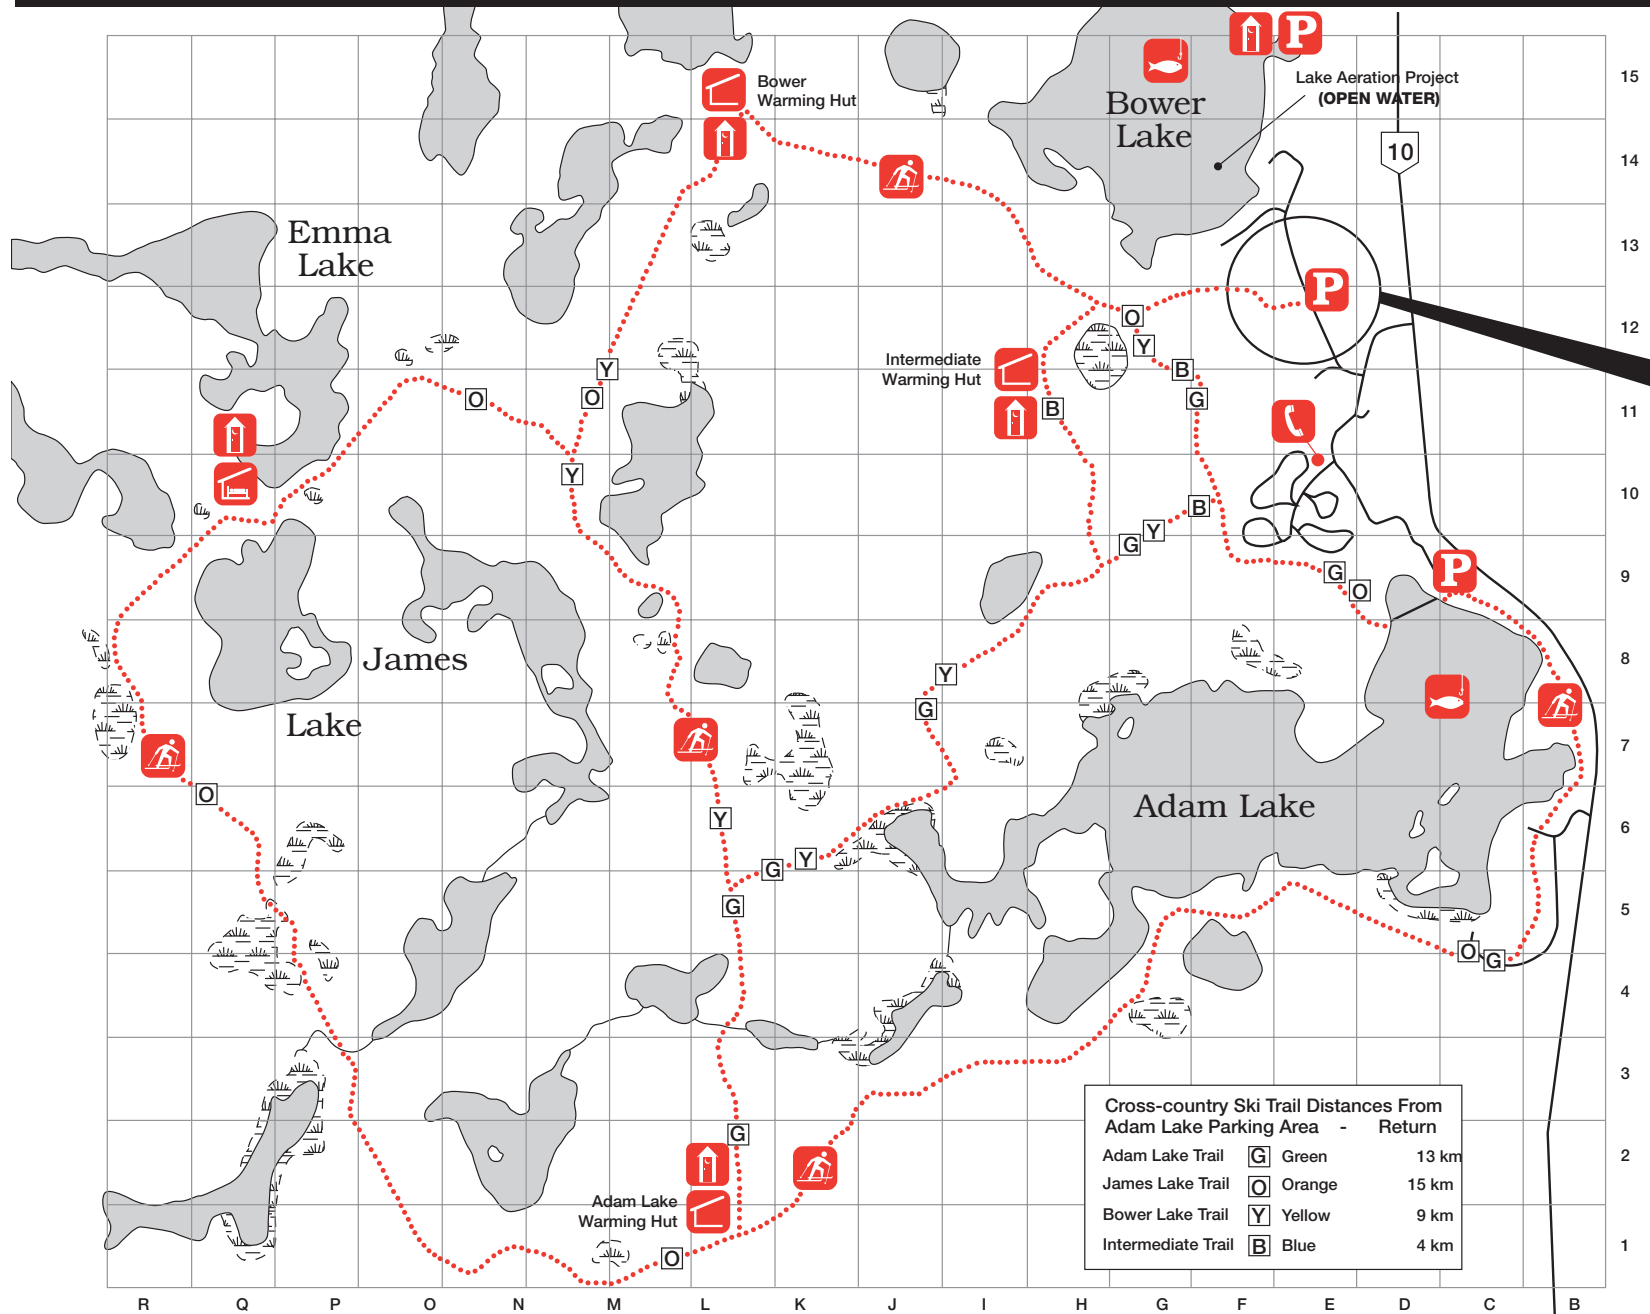 Bower
Warming Hut
Bower
Lake
P
Lake Aeration Project
(OPEN WATER)
10
15
14
13
12
11
10
9
8
7
6
5
4
3
2
1
Emma
Lake
P
O
Y
B
G
Intermediate
Warming Hut
B
Y
O
O
Y
B
Y
G
G
O
P
James
Lake
Y
G
O
Y
G
Y
G
Adam Lake
O
G
G
Adam Lake
Warming Hut
O
Cross-country Ski Trail Distances From
Adam Lake Parking Area - Return
Adam Lake Trail G Green 13 km
James Lake Trail O Orange 15 km
Bower Lake Trail Y Yellow 9 km
Intermediate Trail B Blue 4 km
R Q P O N M L K J I H G F E D C B